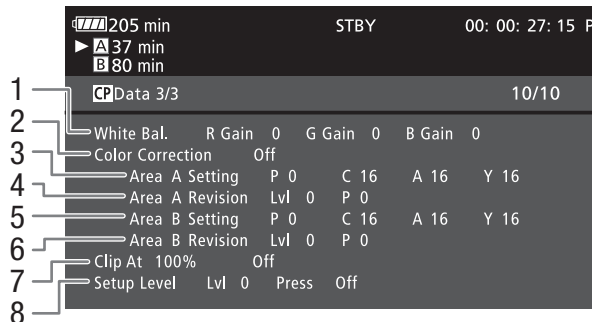 205 min STBY 00: 00: 27: 15 P
A 37 min
B 80 min
CP Data 3/3 10/10
1 White Bal. R Gain 0 G Gain 0 B Gain 0
2 Color Correction Off
3 Area A Setting P 0 C 16 A 16 Y 16
4 Area A Revision Lvl 0 P 0
5 Area B Setting P 0 C 16 A 16 Y 16
6 Area B Revision Lvl 0 P 0
7 Clip At 100% Off
8 Setup Level Lvl 0 Press Off